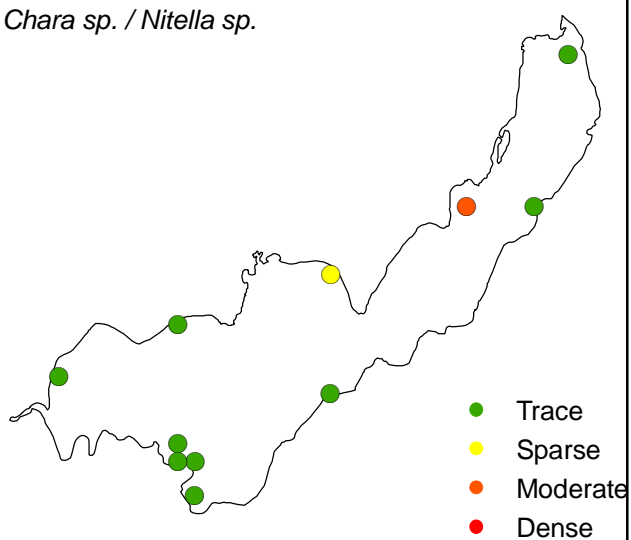 Chara sp. / Nitella sp.
Trace
Sparse
Moderate
Dense